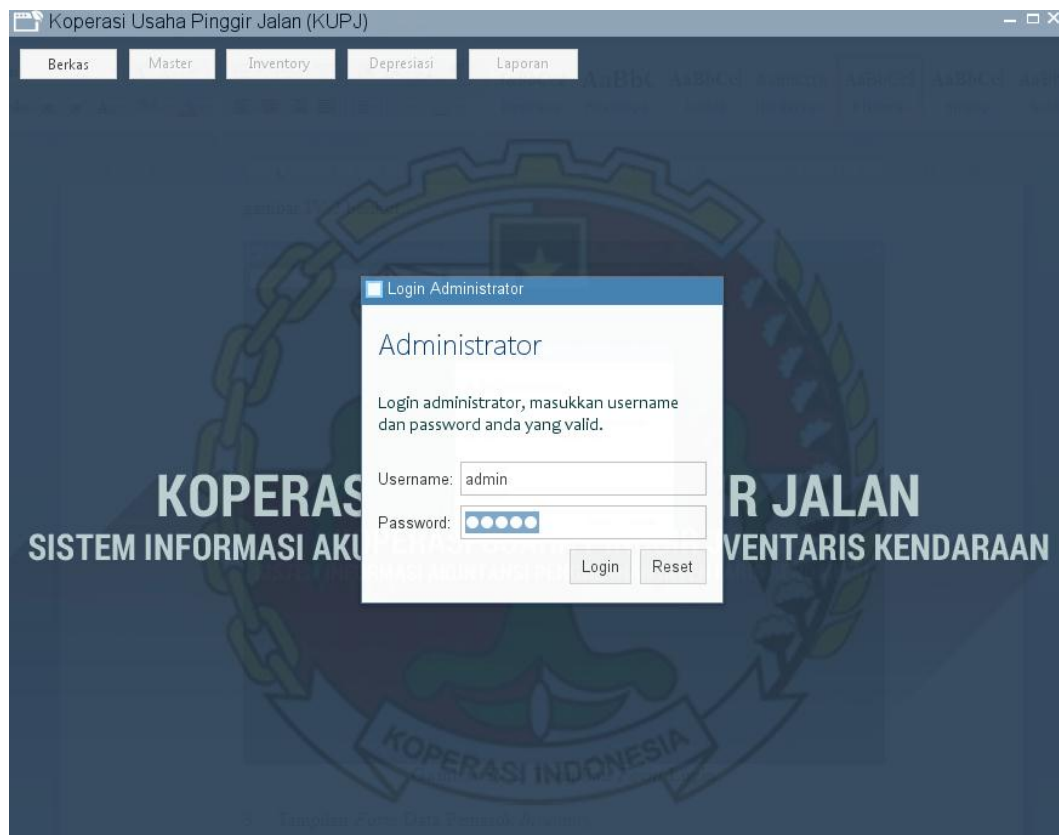 Koperasi Usaha Pinggir Jalan (KUPJ)
Berkas Master Inventory Depresiasi Laporan
Login Administrator
Administrator
Login administrator, masukkan username
dan password anda yang valid.
Username: admin
Password:
Login Reset
KOPERAS R JALAN
SISTEM INFORMASI AKU VENTARIS KENDARAAN
KOPERASI INDONESIA